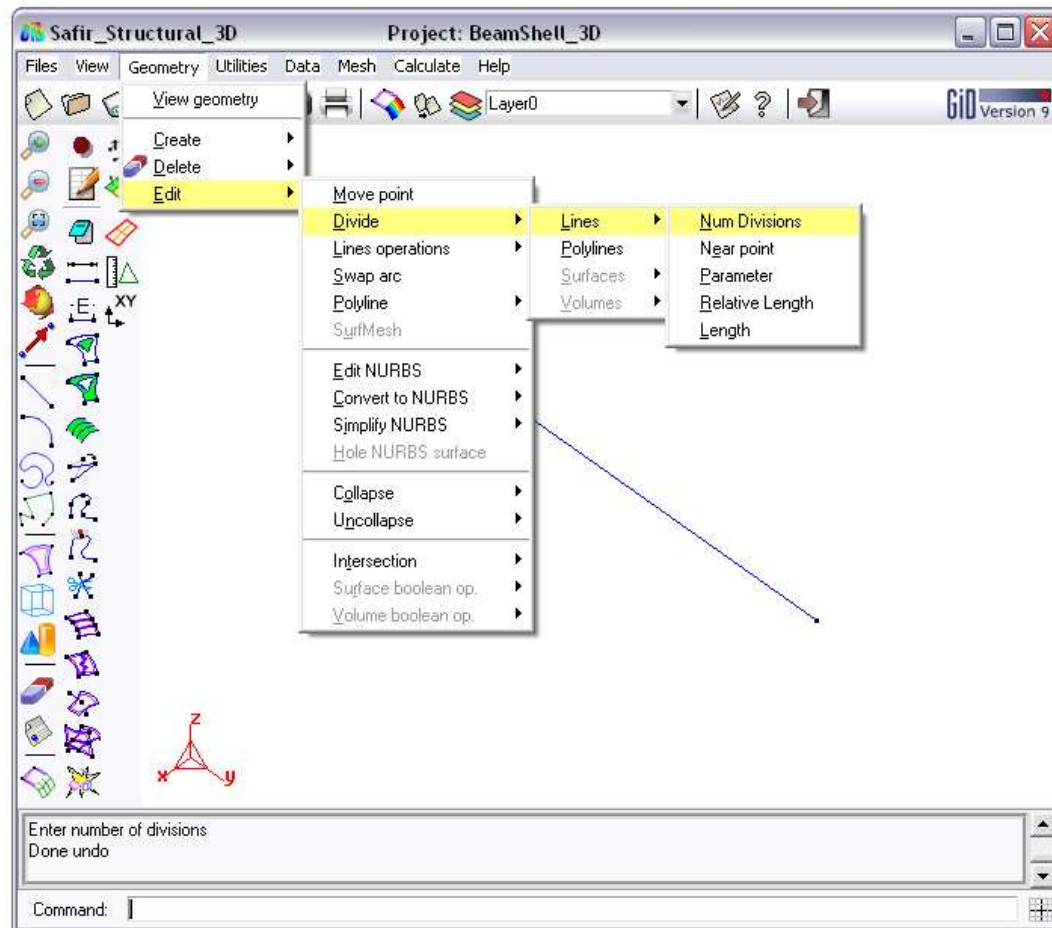 Safir_Structural_3D Project: BeamShell_3D
Files View Geometry Utilities Data Mesh Calculate Help
View geometry
Create
Delete
Edit
Layer0
GiD Version 9
Move point
Divide
Lines operations
Swap arc
Polyline
SurfMesh
Edit NURBS
Convert to NURBS
Simplify NURBS
Hole NURBS surface
Collapse
Uncollapse
Intersection
Surface boolean op.
Volume boolean op.
Lines
Polylines
Surfaces
Volumes
Num Divisions
Near point
Parameter
Relative Length
Length
E
XY
z
x
y
Enter number of divisions
Done undo
Command: